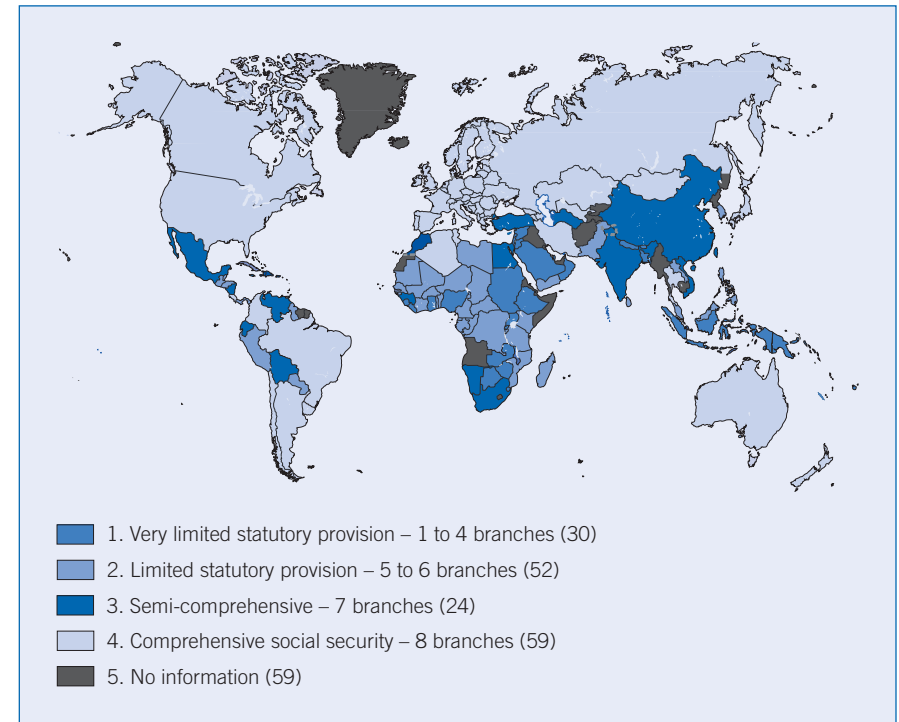 1. Very limited statutory provision – 1 to 4 branches (30)
2. Limited statutory provision – 5 to 6 branches (52)
3. Semi-comprehensive – 7 branches (24)
4. Comprehensive social security – 8 branches (59)
5. No information (59)